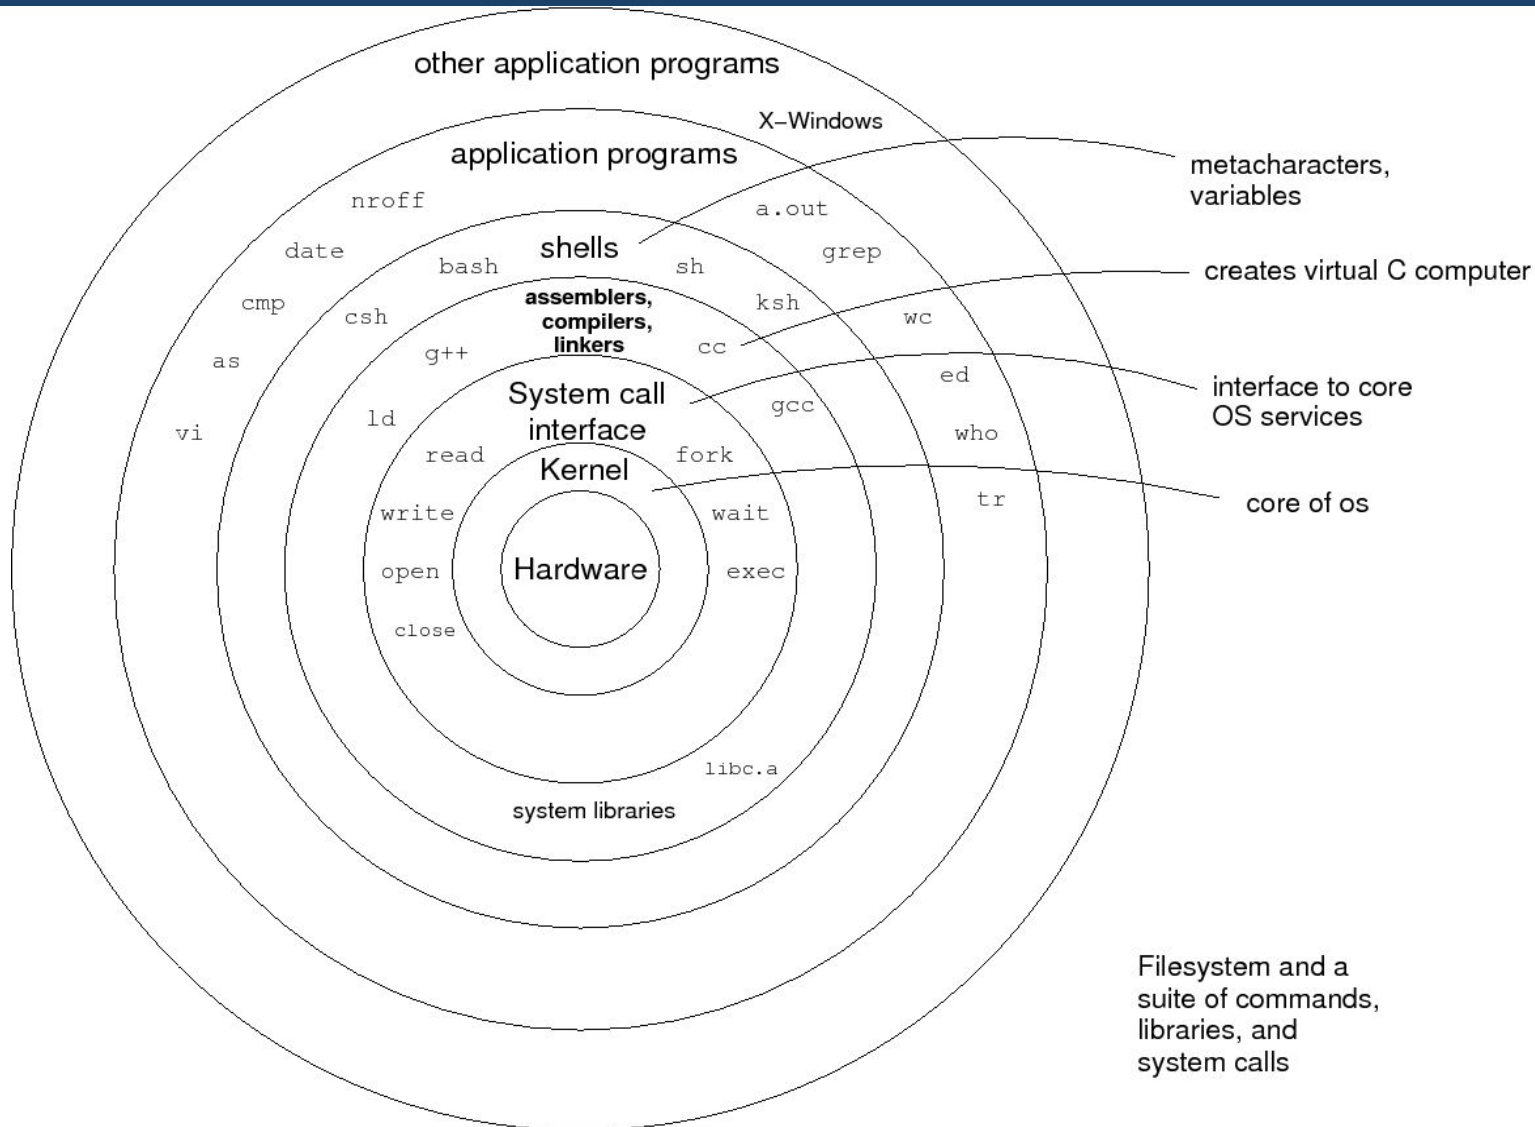 other application programs
X-Windows
application programs
metacharacters,
variables
nroff
a.out
date
shells
grep
bash
sh
creates virtual C computer
assemblers,
compilers,
linkers
cmp
csh
ksh
wc
as
g++
cc
ed
System call
interface
interface to core
OS services
ld
gcc
vi
who
read
fork
Kernel
tr
core of os
write
wait
open
Hardware
exec
close
libc.a
system libraries
Filesystem and a
suite of commands,
libraries, and
system calls